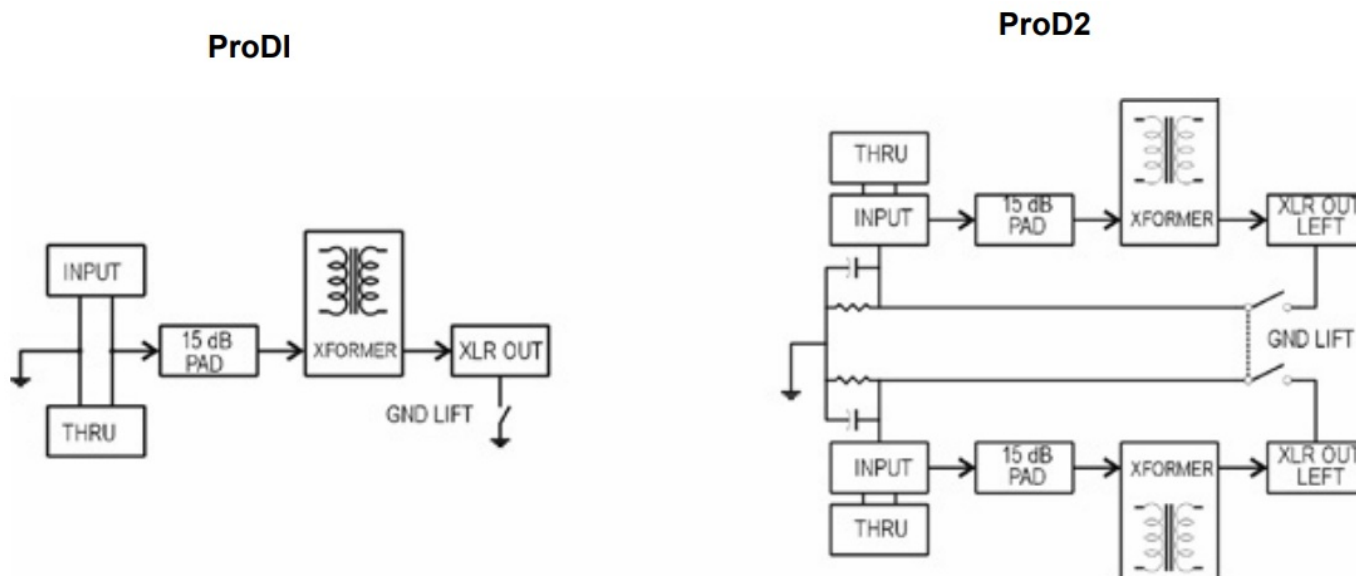 ProDI
INPUT
15 dB
PAD
XFORMER
XLR OUT
GND LIFT
THRU
ProD2
THRU
INPUT
15 dB
PAD
XFORMER
XLR OUT
LEFT
GND LIFT
INPUT
15 dB
PAD
XFORMER
XLR OUT
LEFT
THRU